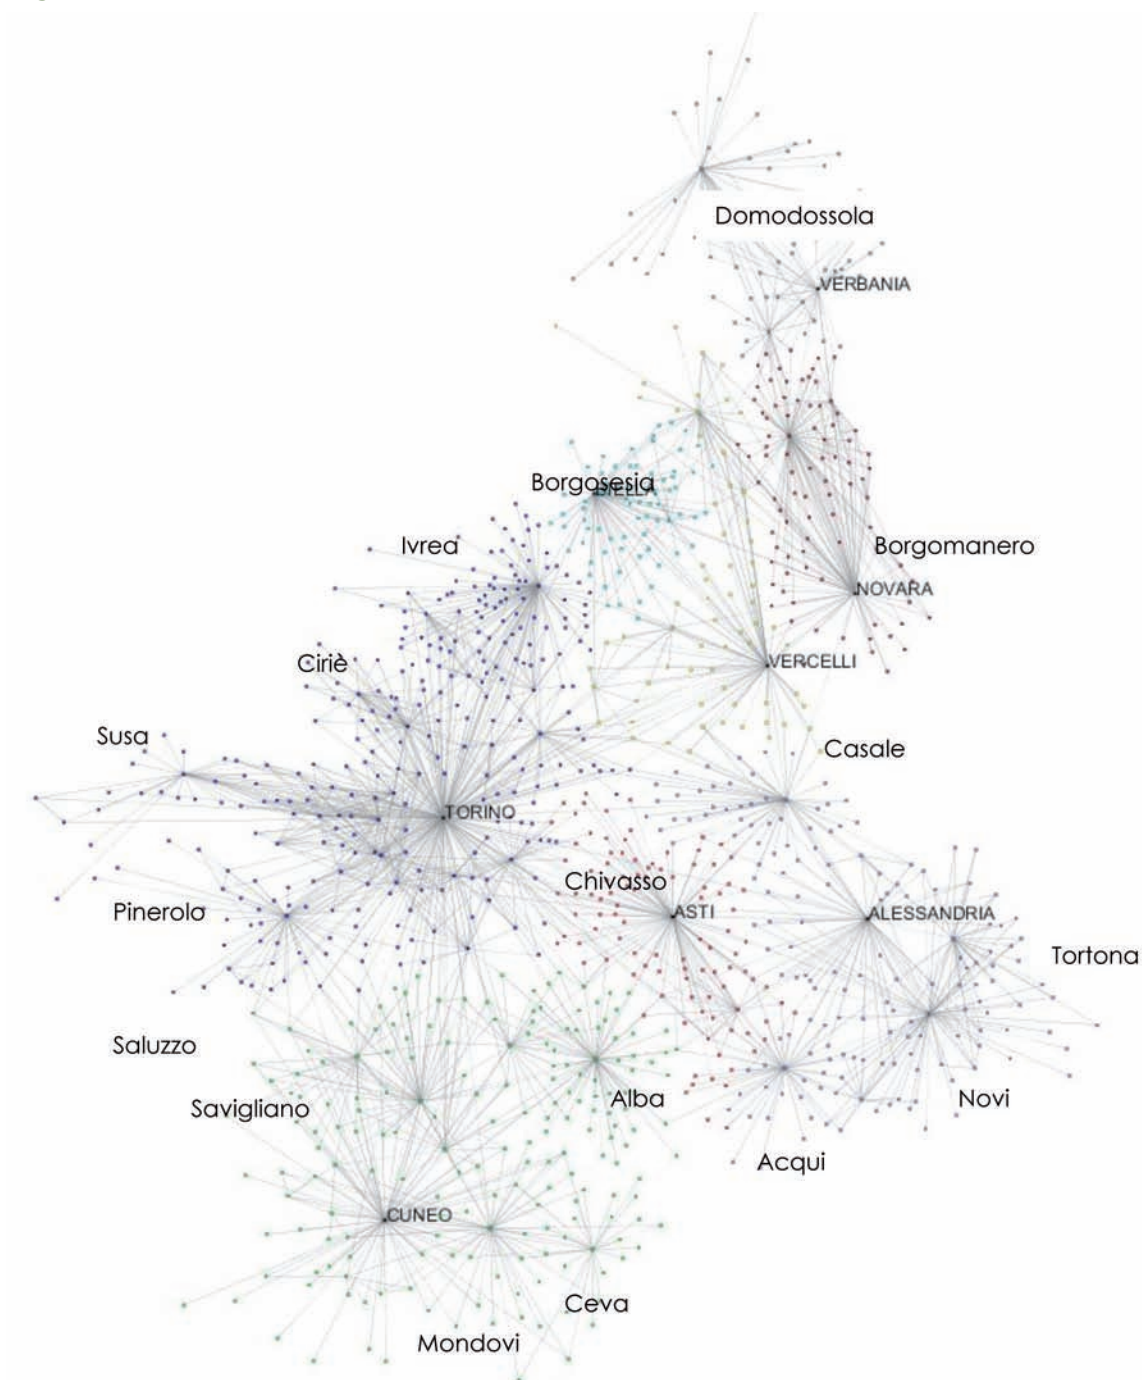 Domodossola
VERBANIA
Borgosesia
BIELLA
Ivrea
Borgomanero
NOVARA
Ciriè
VERCELLI
Susa
Casale
TORINO
Chivasso
Pinerolo
ASTI
ALESSANDRIA
Tortona
Saluzzo
Savigliano
Alba
Novi
Acqui
CUNEO
Ceva
Mondovi